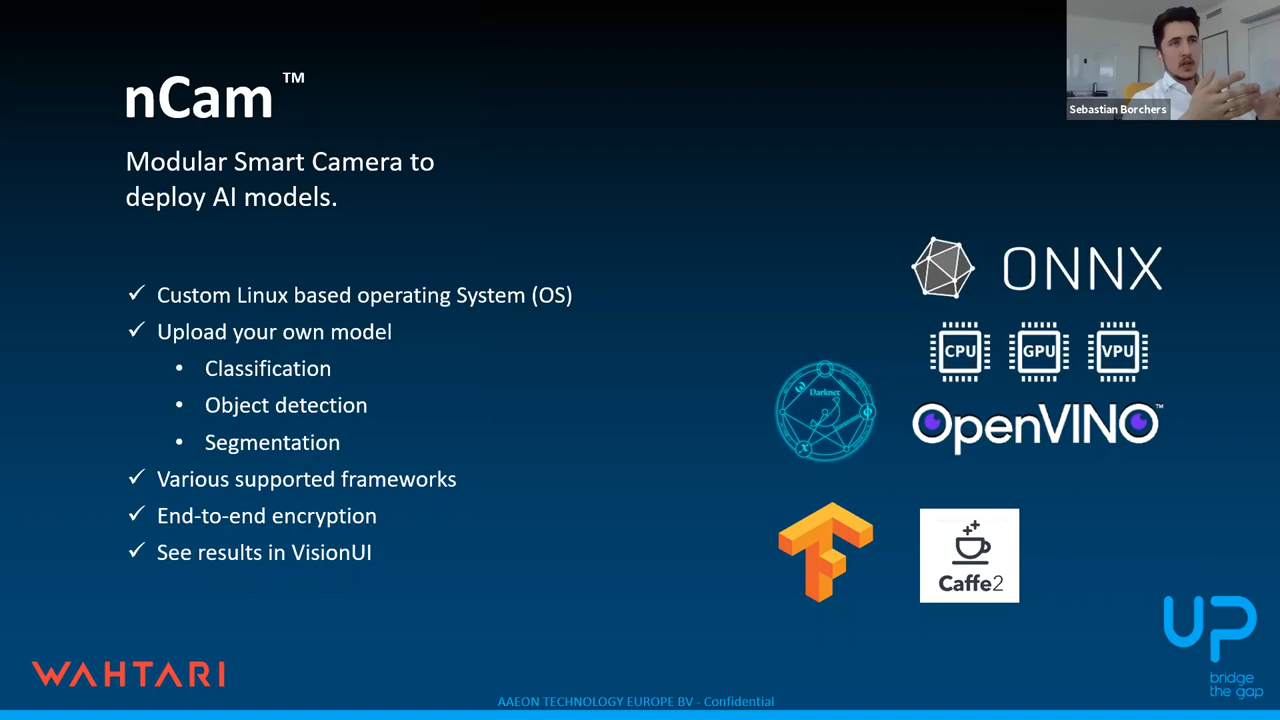 nCam™
Modular Smart Camera to
deploy AI models.
✓ Custom Linux based operating System (OS)
✓ Upload your own model
• Classification
• Object detection
• Segmentation
✓ Various supported frameworks
✓ End-to-end encryption
✓ See results in VisionUI
Sebastian Borchers
ONNX
CPU GPU VPU
Darknet
OpenVINO™
Caffe2
UP
bridge
the gap
WAHTARI
AAEON TECHNOLOGY EUROPE BV - Confidential